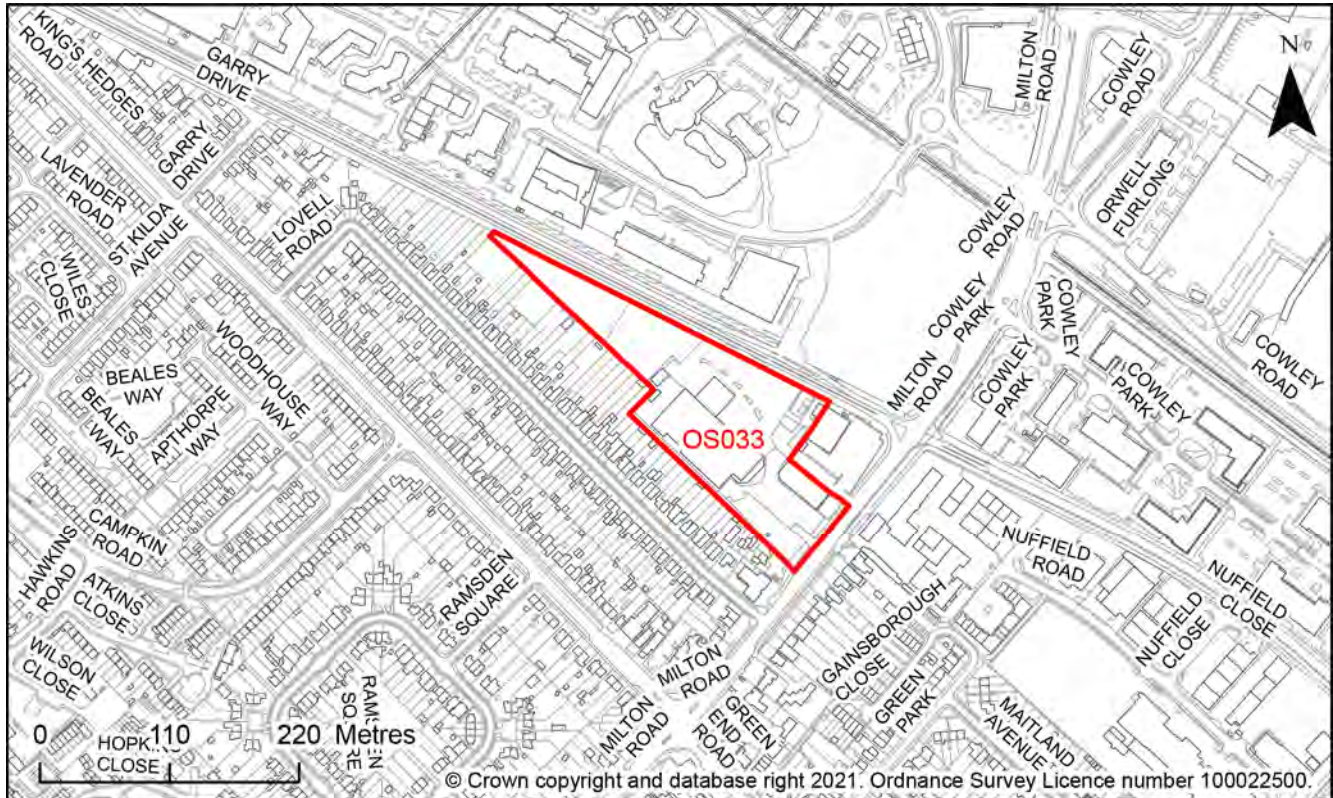 KING'S HEDGES
ROAD
GARRY
DRIVE
GARRY
DRIVE
LAVENDER
ROAD
ST KILDA
AVENUE
WILES
CLOSE
LOVELL
ROAD
MILTON
ROAD
COWLEY
ROAD
N
ORWELL
FURLONG
COWLEY
ROAD
COWLEY
PARK
MILTON
ROAD
COWLEY
PARK
COWLEY
PARK
COWLEY
PARK
COWLEY
ROAD
WOODHOUSE
WAY
BEALES
WAY
BEALES
WAY
APTHORPE
WAY
OS033
CAMPKIN
ROAD
HAWKINS
ROAD
ATKINS
CLOSE
WILSON
CLOSE
RAMSDEN
SQUARE
RAMSDEN
SQUARE
NUFFIELD
ROAD
NUFFIELD
CLOSE
NUFFIELD
CLOSE
GAINSBOROUGH
CLOSE
GREEN
PARK
MAITLAND
AVENUE
MILTON
ROAD
MILTON
ROAD
GREEN
END
ROAD
HOPKINS
CLOSE
0 110 220 Metres
© Crown copyright and database right 2021. Ordnance Survey Licence number 100022500.